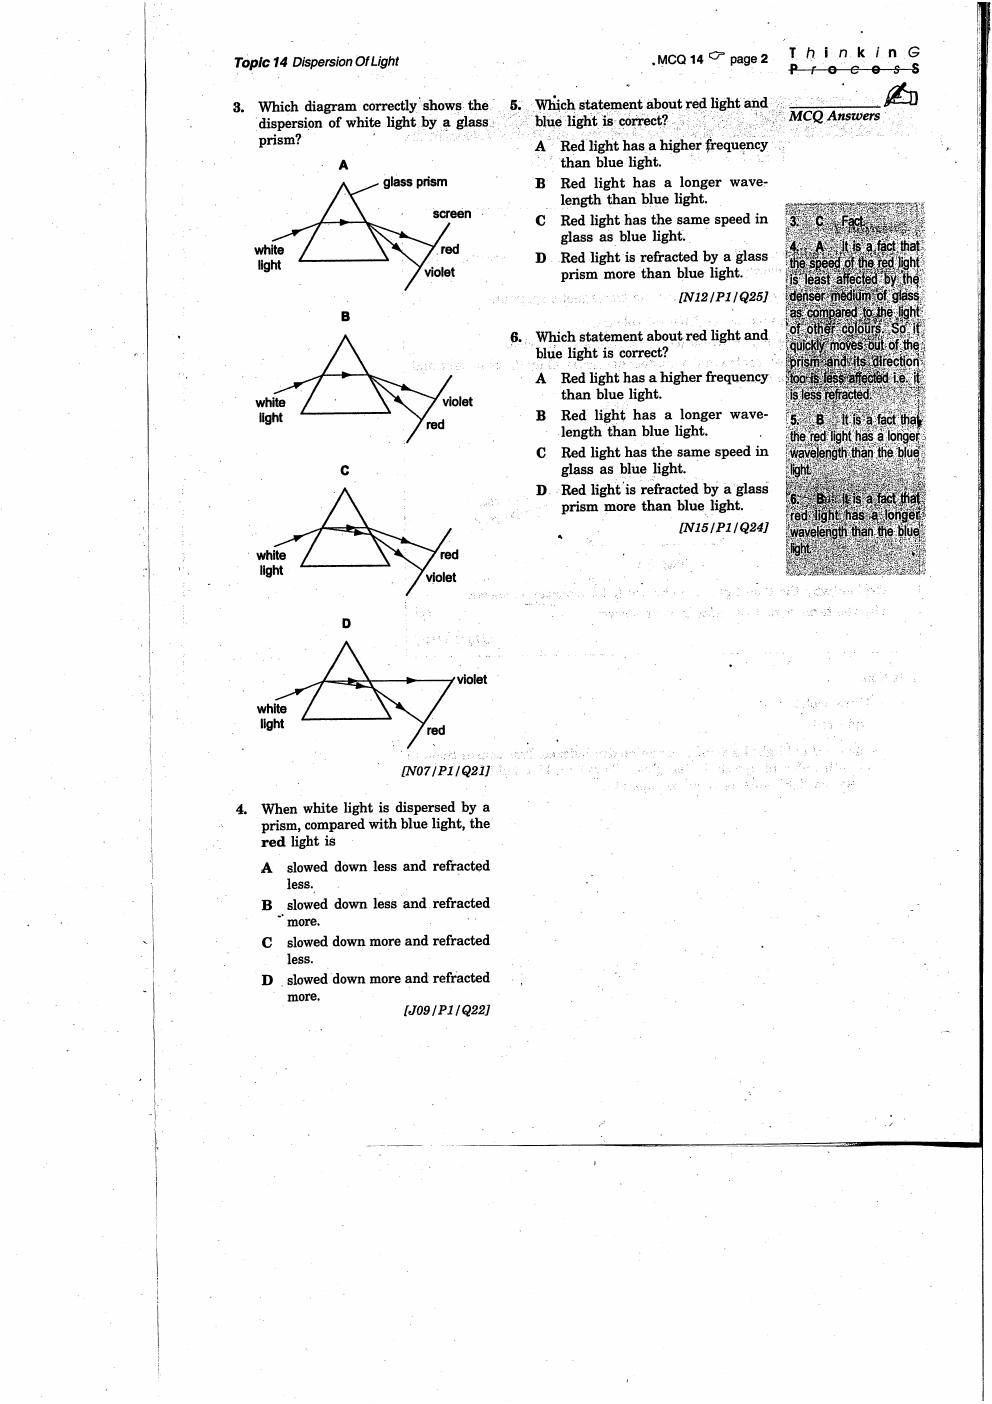 Topic 14 Dispersion Of Light
MCQ 14 page 2
ThinkinG
ProcesS
3. Which diagram correctly shows the
dispersion of white light by a glass
prism?
A
glass prism
screen
white
light
red
violet
B
white
light
violet
red
C
white
light
red
violet
D
white
light
violet
red
[N07/P1/Q21]
4. When white light is dispersed by a
prism, compared with blue light, the
red light is
A slowed down less and refracted
less.
B slowed down less and refracted
more.
C slowed down more and refracted
less.
D slowed down more and refracted
more.
[J09/P1/Q22]
5. Which statement about red light and
blue light is correct?
A Red light has a higher frequency
than blue light.
B Red light has a longer wave-
length than blue light.
C Red light has the same speed in
glass as blue light.
D Red light is refracted by a glass
prism more than blue light.
[N12/P1/Q25]
6. Which statement about red light and
blue light is correct?
A Red light has a higher frequency
than blue light.
B Red light has a longer wave-
length than blue light.
C Red light has the same speed in
glass as blue light.
D Red light is refracted by a glass
prism more than blue light.
[N15/P1/Q24]
MCQ Answers
3. C Fact.
4. A It is a fact that
the speed of the red light
is least affected by the
denser medium of glass
as compared to the light
of other colours. So it
quickly moves out of the
prism and its direction
too is less affected i.e. it
is less refracted.
5. B It is a fact that
the red light has a longer
wavelength than the blue
light.
6. B It is a fact that
red light has a longer
wavelength than the blue
light.